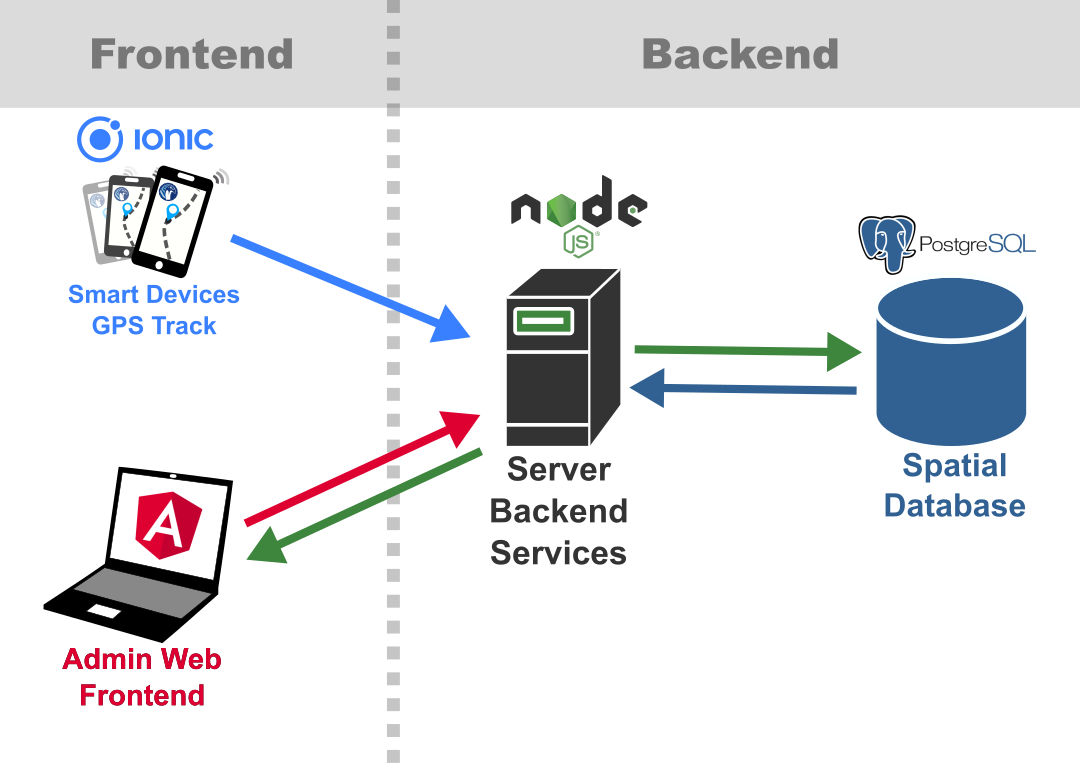 Frontend
Backend
IONIC
Smart Devices
GPS Track
node
JS
PostgreSQL
Server
Backend
Services
Spatial
Database
A
Admin Web
Frontend